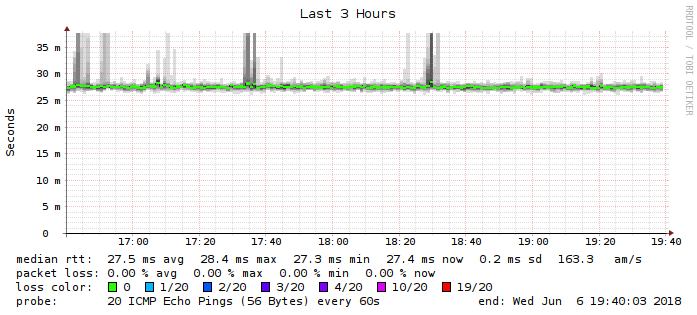 Last 3 Hours
RRDTOOL / TOBI OETIKER
Seconds
35 m
30 m
25 m
20 m
15 m
10 m
5 m
0
17:00 17:20 17:40 18:00 18:20 18:40 19:00 19:20 19:40
median rtt: 27.5 ms avg 28.4 ms max 27.3 ms min 27.4 ms now 0.2 ms sd 163.3 am/s
packet loss: 0.00 % avg 0.00 % max 0.00 % min 0.00 % now
loss color: 0 1/20 2/20 3/20 4/20 10/20 19/20
probe: 20 ICMP Echo Pings (56 Bytes) every 60s end: Wed Jun 6 19:40:03 2018